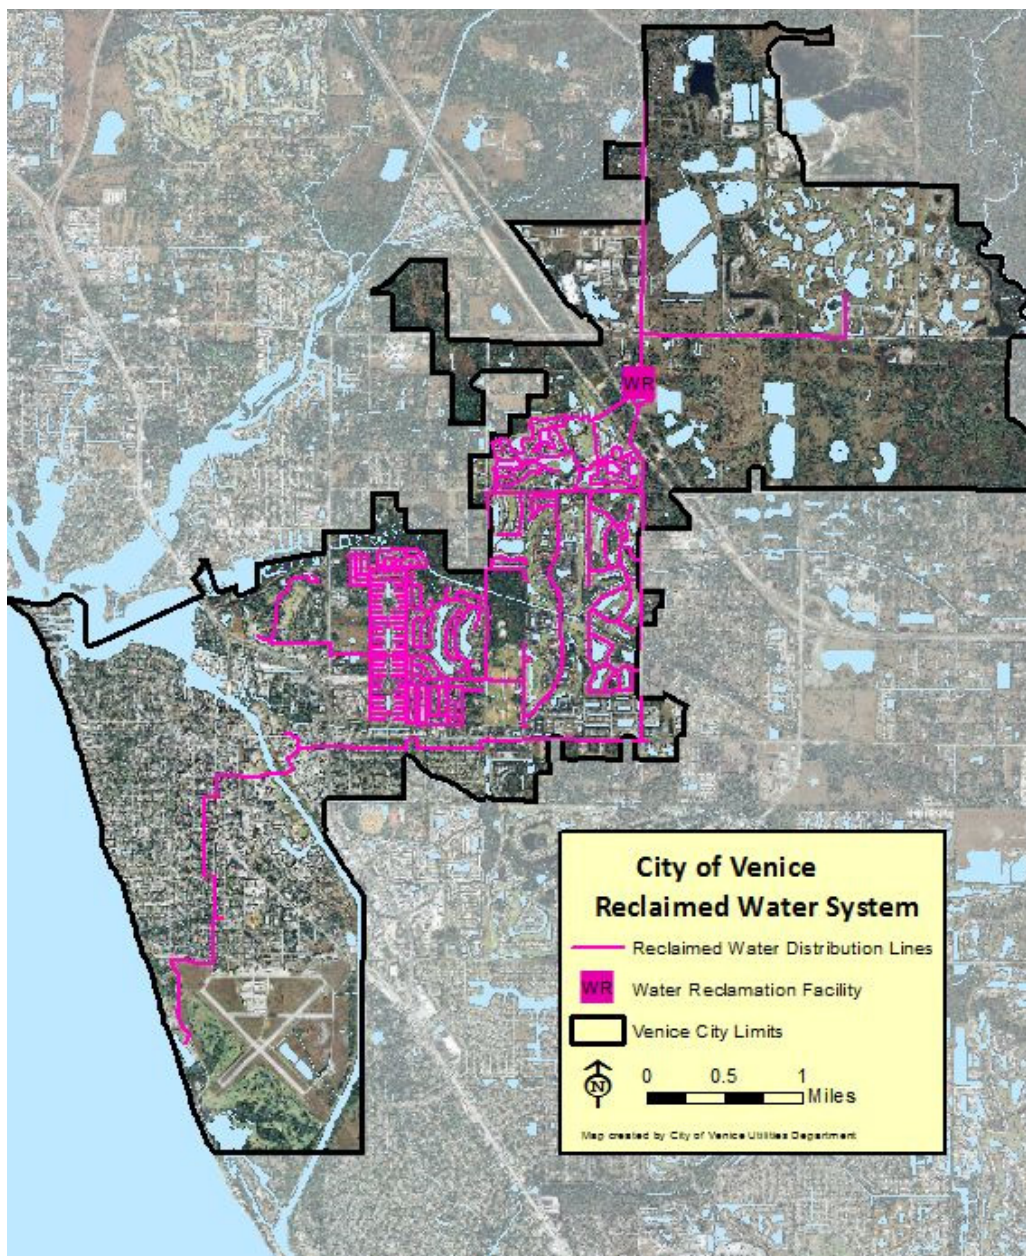 WR
City of Venice
Reclaimed Water System
Reclaimed Water Distribution Lines
WR
Water Reclamation Facility
Venice City Limits
N
0 0.5 1
Miles
Map created by City of Venice Utilities Department